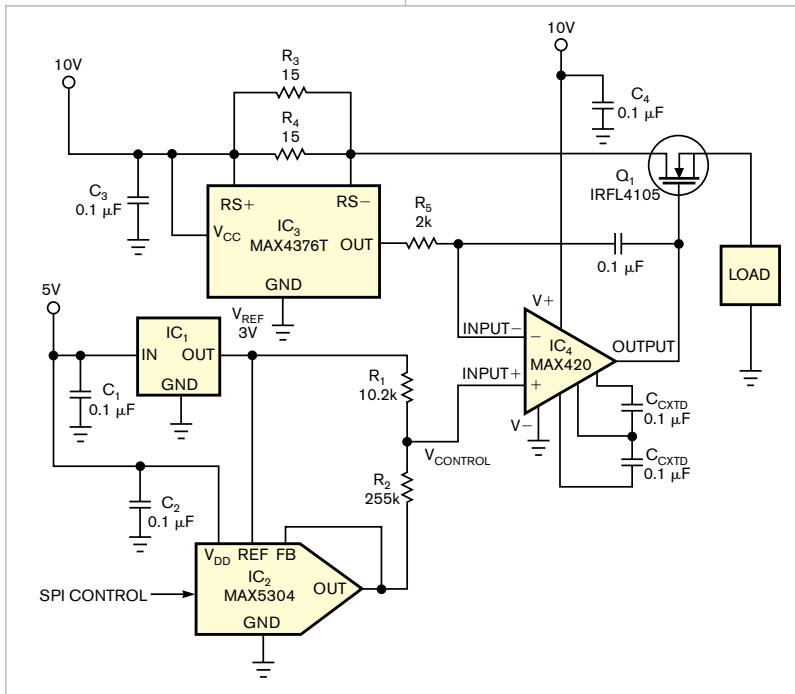 10V
R3
15
R4
15
10V
C4
0.1 µF
C3
0.1 µF
RS+
RS−
IC3
MAX4376T
VCC
OUT
GND
R5
2k
0.1 µF
Q1
IRFL4105
LOAD
5V
VREF
3V
IC1
IN
OUT
GND
C1
0.1 µF
R1
10.2k
V+
INPUT−
−
IC4
MAX420
INPUT+
+
OUTPUT
V−
CCXTD
0.1 µF
CCXTD
0.1 µF
VCONTROL
R2
255k
C2
0.1 µF
VDD
REF
FB
IC2
MAX5304
OUT
GND
SPI CONTROL